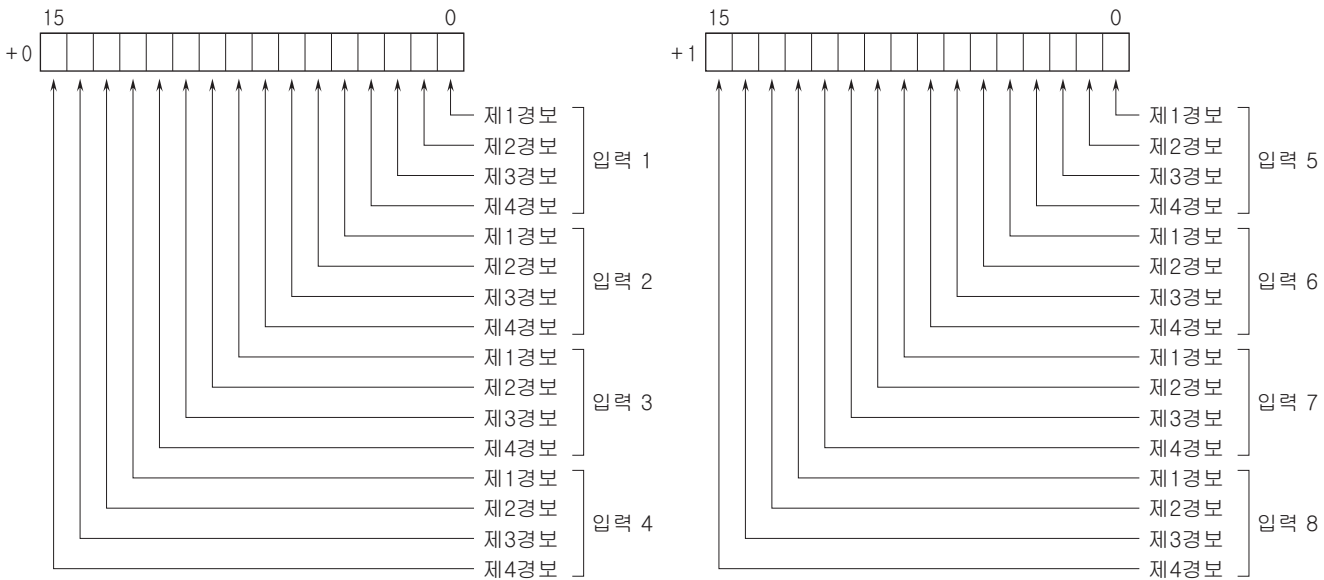 15 0
+0
제1경보
제2경보
제3경보
제4경보
입력 1
제1경보
제2경보
제3경보
제4경보
입력 2
제1경보
제2경보
제3경보
제4경보
입력 3
제1경보
제2경보
제3경보
제4경보
입력 4
15 0
+1
제1경보
제2경보
제3경보
제4경보
입력 5
제1경보
제2경보
제3경보
제4경보
입력 6
제1경보
제2경보
제3경보
제4경보
입력 7
제1경보
제2경보
제3경보
제4경보
입력 8